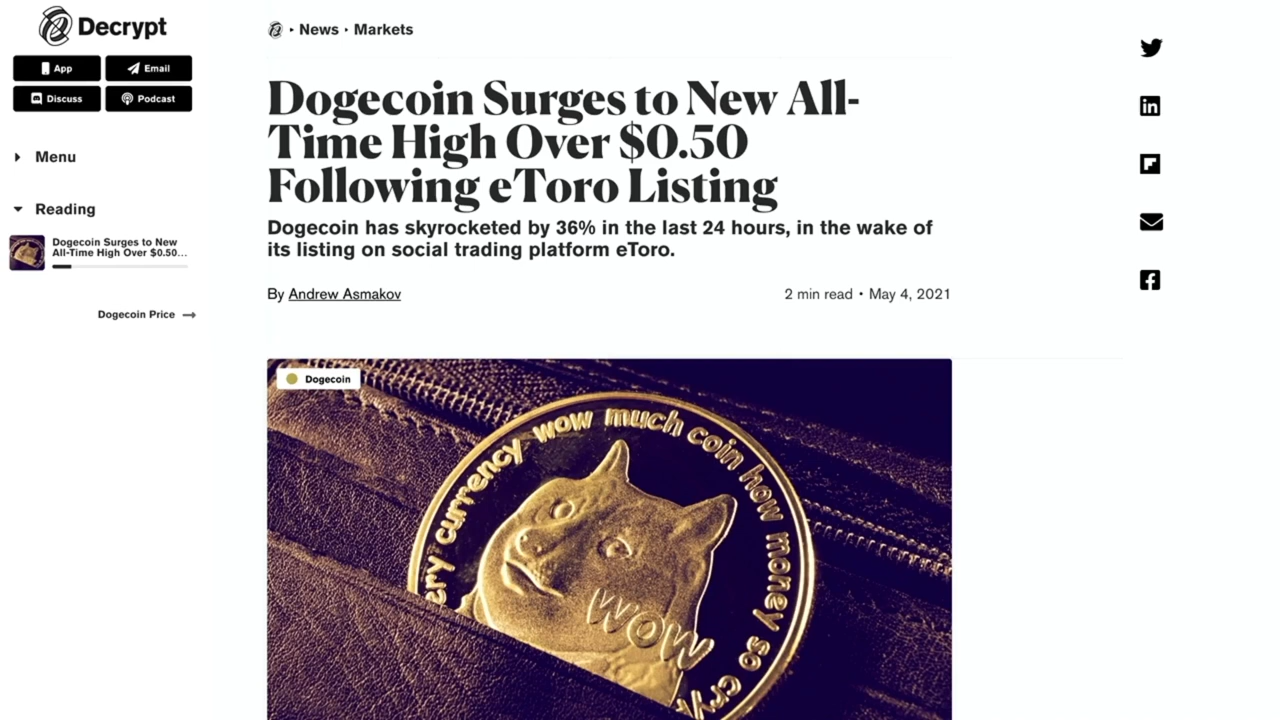 Decrypt
App
Email
Discuss
Podcast
Menu
Reading
Dogecoin Surges to New
All-Time High Over $0.50...
Dogecoin Price
News
Markets
Dogecoin Surges to New All-
Time High Over $0.50
Following eToro Listing
Dogecoin has skyrocketed by 36% in the last 24 hours, in the wake of
its listing on social trading platform eToro.
By Andrew Asmakov
2 min read • May 4, 2021
Dogecoin
ery currency wow much coin how money so cry
wow